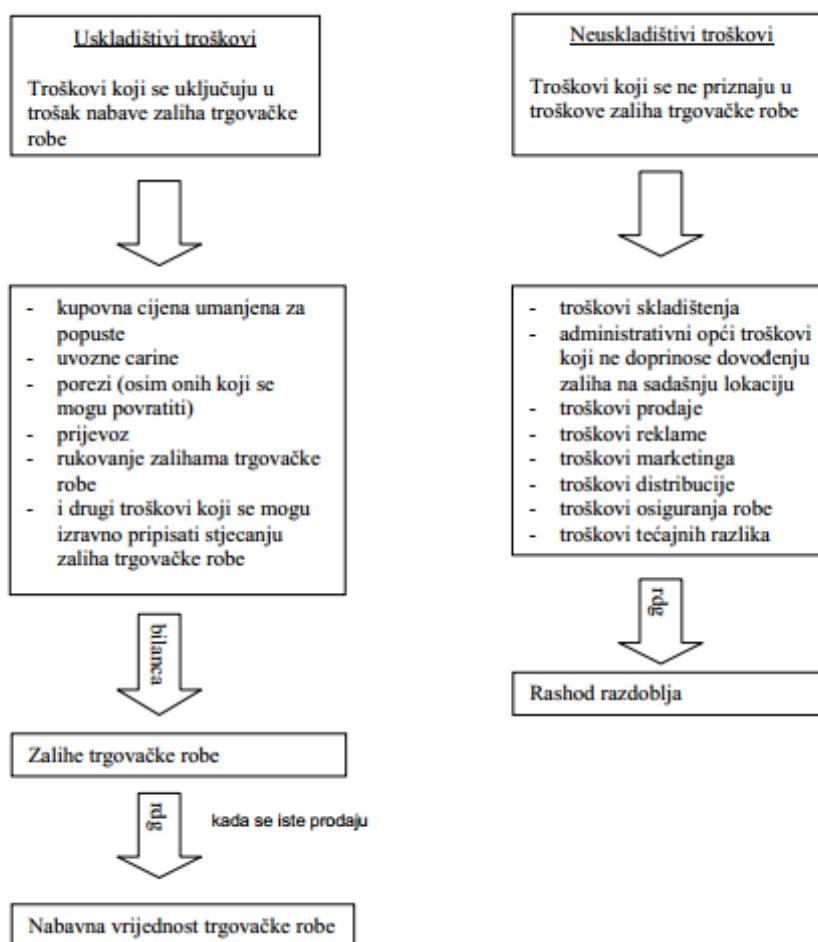 Uskladištivi troškovi
Troškovi koji se uključuju u
trošak nabave zaliha trgovačke
robe
- kupovna cijena umanjena za
popuste
- uvozne carine
- porezi (osim onih koji se
mogu povratiti)
- prijevoz
- rukovanje zalihama trgovačke
robe
- i drugi troškovi koji se mogu
izravno pripisati stjecanju
zaliha trgovačke robe
bilanca
Zalihe trgovačke robe
rdg
kada se iste prodaju
Nabavna vrijednost trgovačke robe
Neuskladištivi troškovi
Troškovi koji se ne priznaju u
troškove zaliha trgovačke robe
- troškovi skladištenja
- administrativni opći troškovi
koji ne doprinose dovođenju
zaliha na sadašnju lokaciju
- troškovi prodaje
- troškovi reklame
- troškovi marketinga
- troškovi distribucije
- troškovi osiguranja robe
- troškovi tećajnih razlika
rdg
Rashod razdoblja